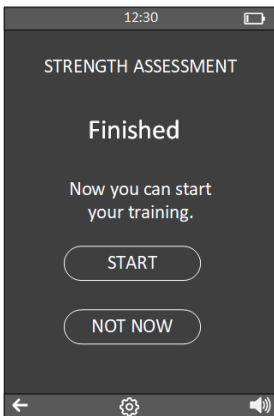 12:30
STRENGTH ASSESSMENT
Finished
Now you can start
your training.
START
NOT NOW